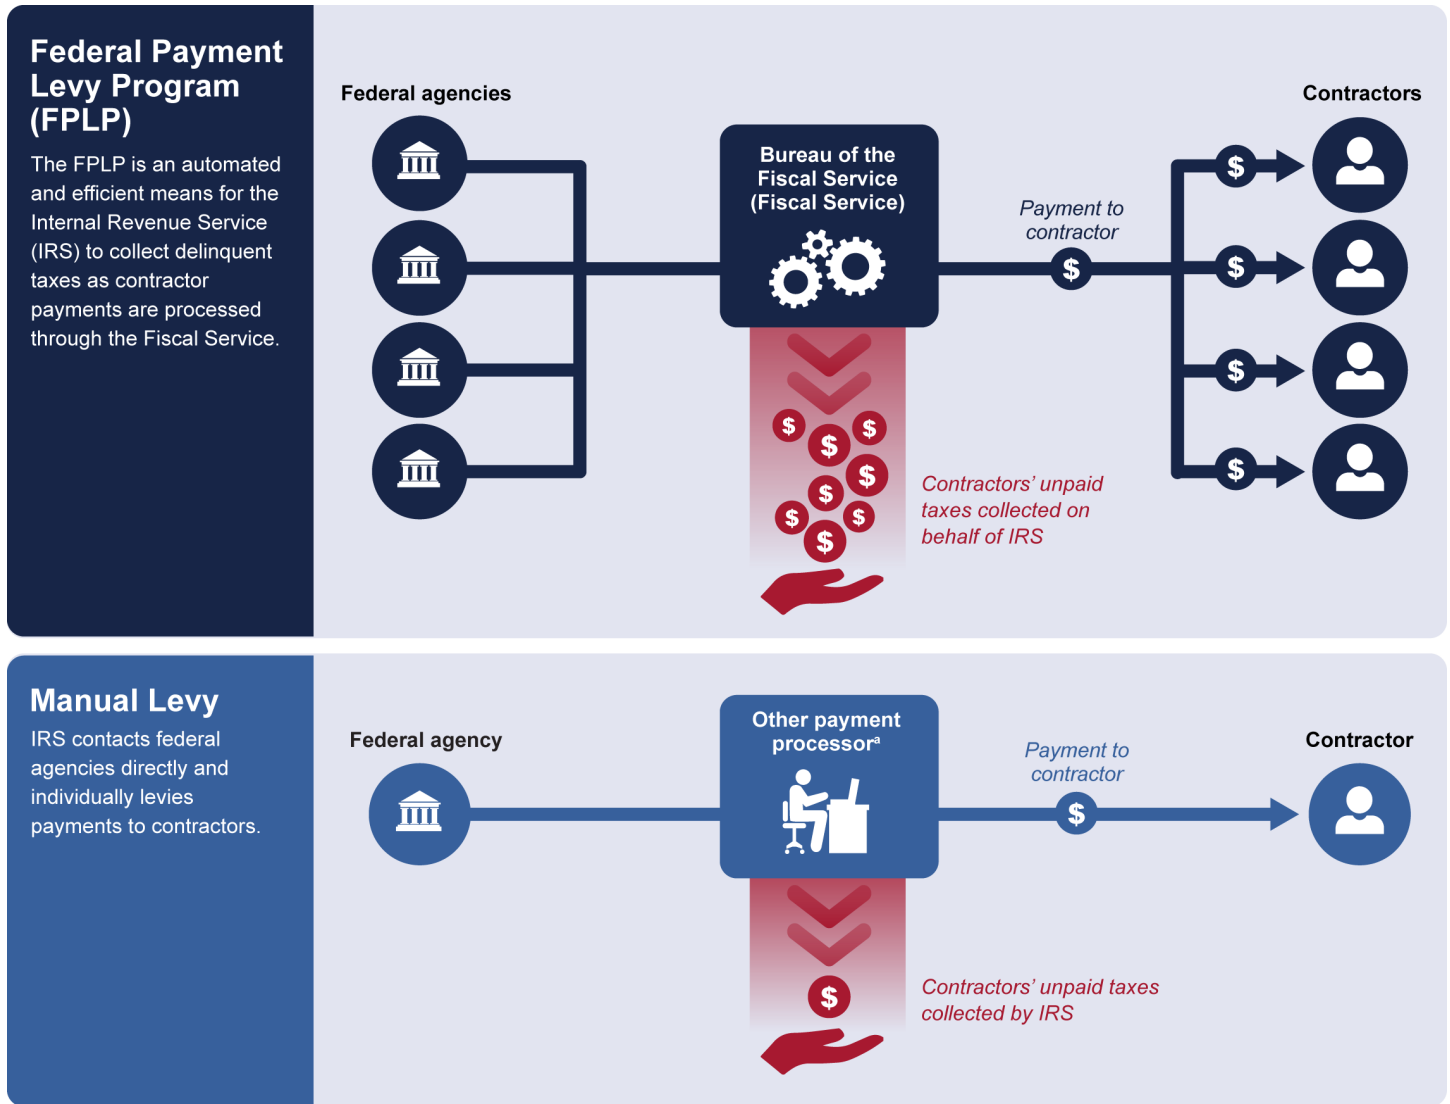 Federal Payment
Levy Program
(FPLP)
The FPLP is an automated
and efficient means for the
Internal Revenue Service
(IRS) to collect delinquent
taxes as contractor
payments are processed
through the Fiscal Service.
Federal agencies
Bureau of the
Fiscal Service
(Fiscal Service)
Payment to
contractor
$
Contractors
$
$
$
$
$
$
$
$
$
$
$
$
Contractors’ unpaid
taxes collected on
behalf of IRS
Manual Levy
IRS contacts federal
agencies directly and
individually levies
payments to contractors.
Federal agency
Other payment
processorᵃ
Payment to
contractor
$
Contractor
$
Contractors’ unpaid taxes
collected by IRS